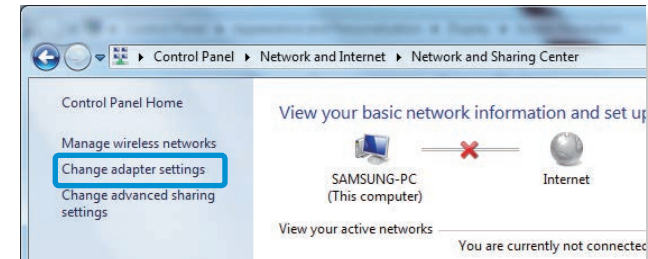 Control Panel ▸ Network and Internet ▸ Network and Sharing Center
Control Panel Home
Manage wireless networks
Change adapter settings
Change advanced sharing
settings
View your basic network information and set up
SAMSUNG-PC
(This computer)
Internet
View your active networks
You are currently not connected